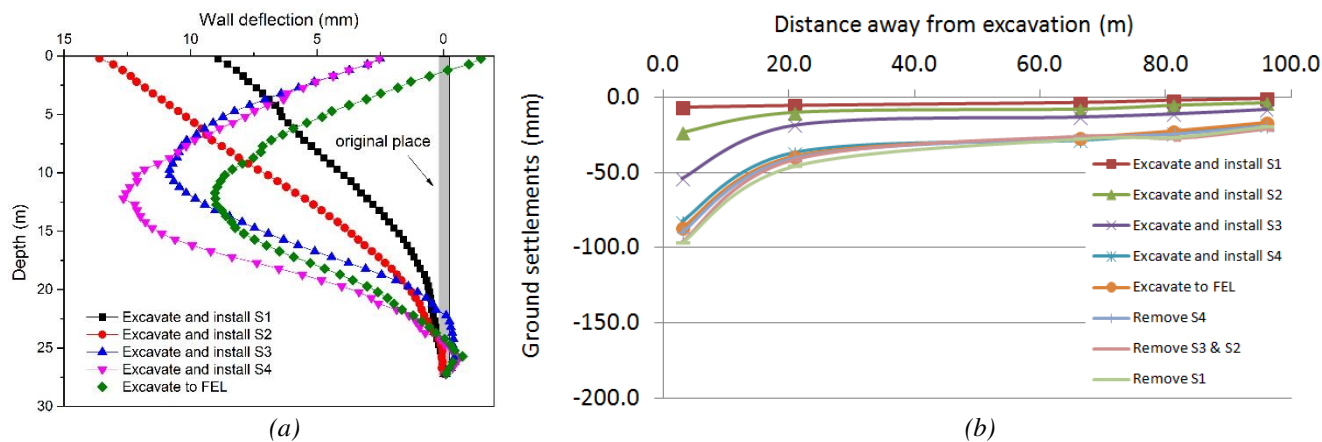 Wall deflection (mm)
15 10 5 0
0
5
10
15
20
25
30
Depth (m)
original place
Excavate and install S1
Excavate and install S2
Excavate and install S3
Excavate and install S4
Excavate to FEL
(a)
Distance away from excavation (m)
0.0 20.0 40.0 60.0 80.0 100.0
0.0
-50.0
-100.0
-150.0
-200.0
Ground settlements (mm)
Excavate and install S1
Excavate and install S2
Excavate and install S3
Excavate and install S4
Excavate to FEL
Remove S4
Remove S3 & S2
Remove S1
(b)